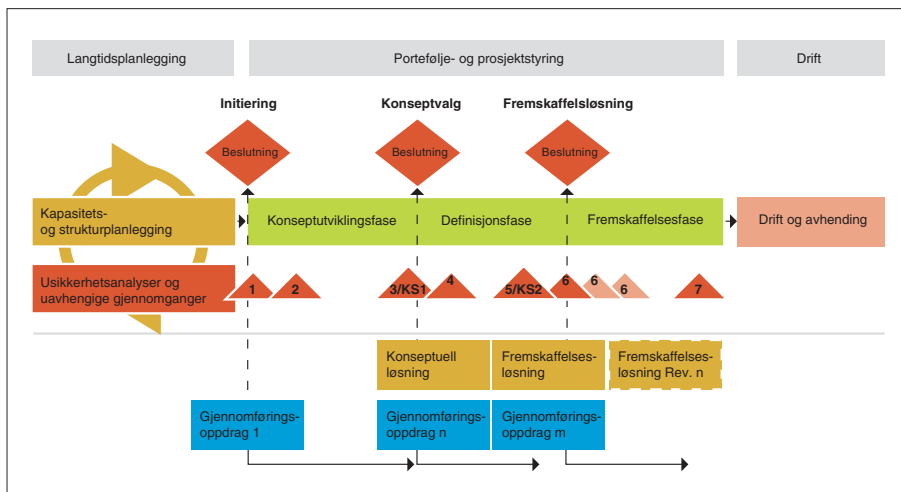 Langtidsplanlegging
Portefølje- og prosjektstyring
Drift
Initiering
Konseptvalg
Fremskaffelsløsning
Beslutning
Beslutning
Beslutning
Kapasitets-
og strukturplanlegging
Konseptutviklingsfase
Definisjonsfase
Fremskaffelsesfase
Drift og avhending
Usikkerhetsanalyser og
uavhengige gjennomganger
1
2
3/KS1
4
5/KS2
6
6
6
7
Konseptuell
løsning
Fremskaffelses-
løsning
Fremskaffelses-
løsning Rev. n
Gjennomførings-
oppdrag 1
Gjennomførings-
oppdrag n
Gjennomførings-
oppdrag m